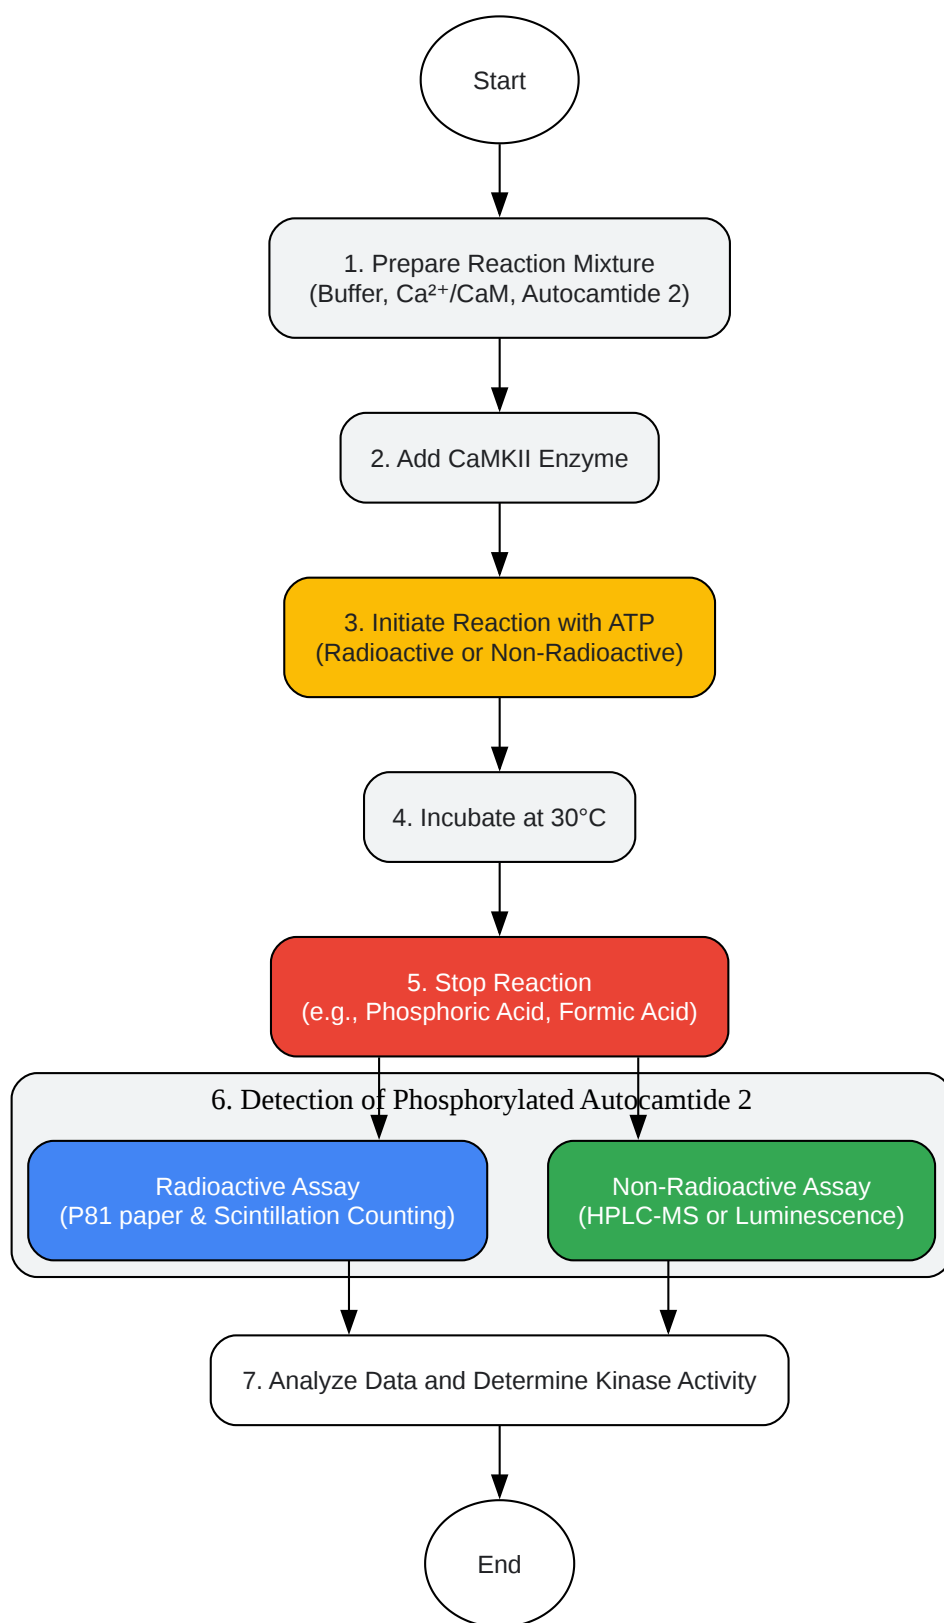 Start
1. Prepare Reaction Mixture
(Buffer, Ca²⁺/CaM, Autocamtide 2)
2. Add CaMKII Enzyme
3. Initiate Reaction with ATP
(Radioactive or Non-Radioactive)
4. Incubate at 30°C
5. Stop Reaction
(e.g., Phosphoric Acid, Formic Acid)
6. Detection of Phosphorylated Autocamtide 2
Radioactive Assay
(P81 paper & Scintillation Counting)
Non-Radioactive Assay
(HPLC-MS or Luminescence)
7. Analyze Data and Determine Kinase Activity
End